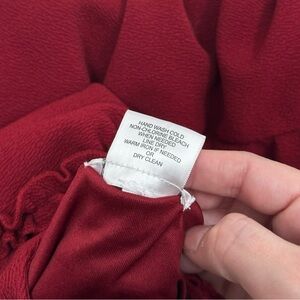 HAND WASH COLD
NON-CHLORINE BLEACH
WHEN NEEDED
LINE DRY
WARM IRON IF NEEDED
OR
DRY CLEAN